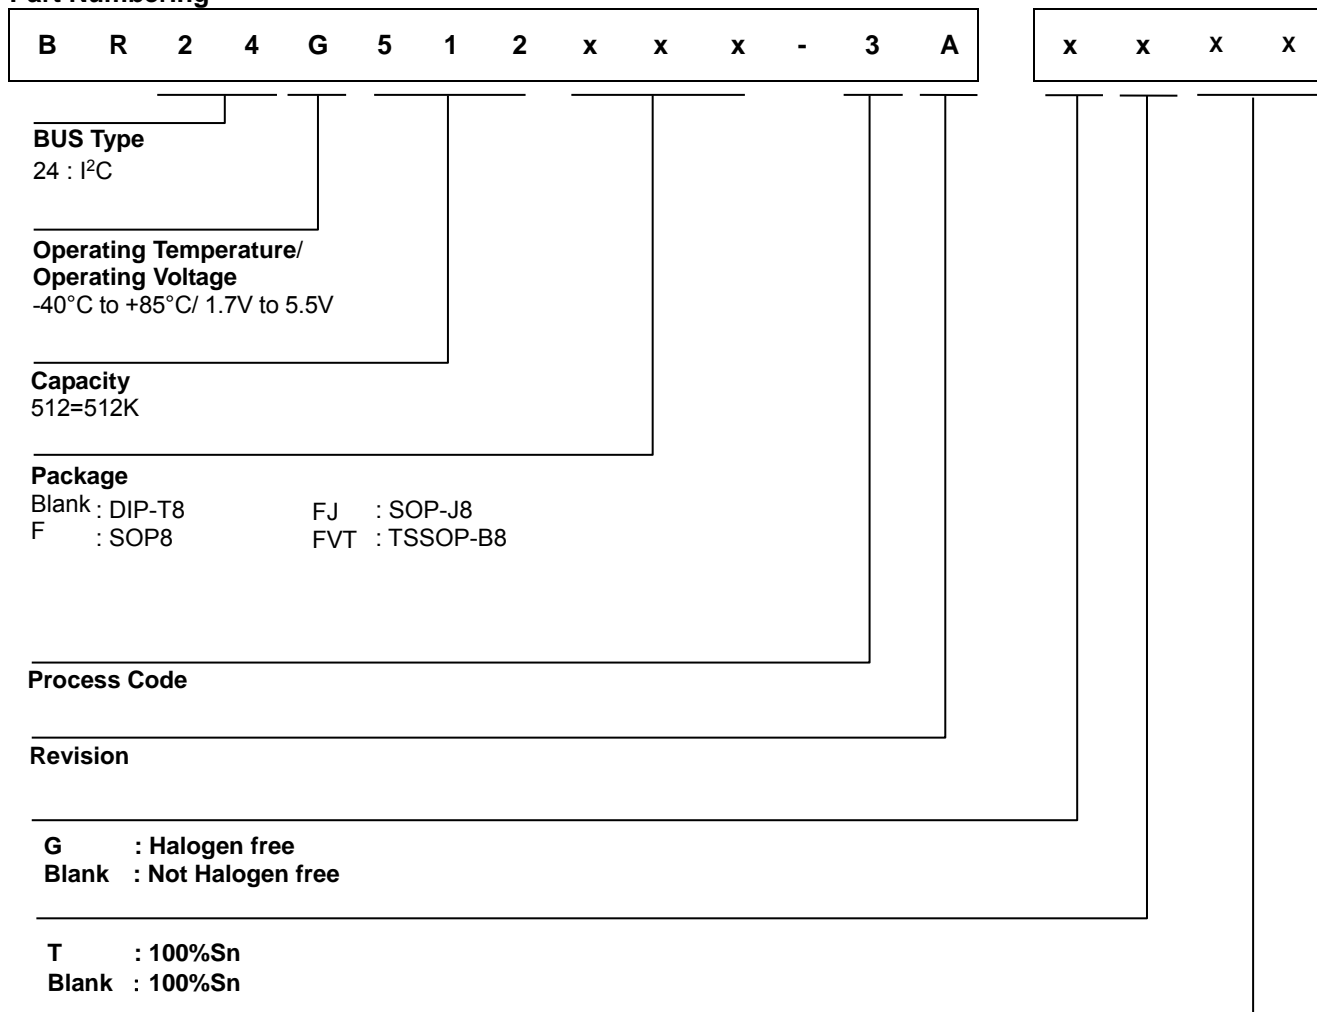 Part Numbering
B R 2 4 G 5 1 2 x x x - 3 A x x x x
BUS Type
24 : I²C
Operating Temperature/
Operating Voltage
-40°C to +85°C/ 1.7V to 5.5V
Capacity
512=512K
Package
Blank : DIP-T8 FJ : SOP-J8
F : SOP8 FVT : TSSOP-B8
Process Code
Revision
G : Halogen free
Blank : Not Halogen free
T : 100%Sn
Blank : 100%Sn